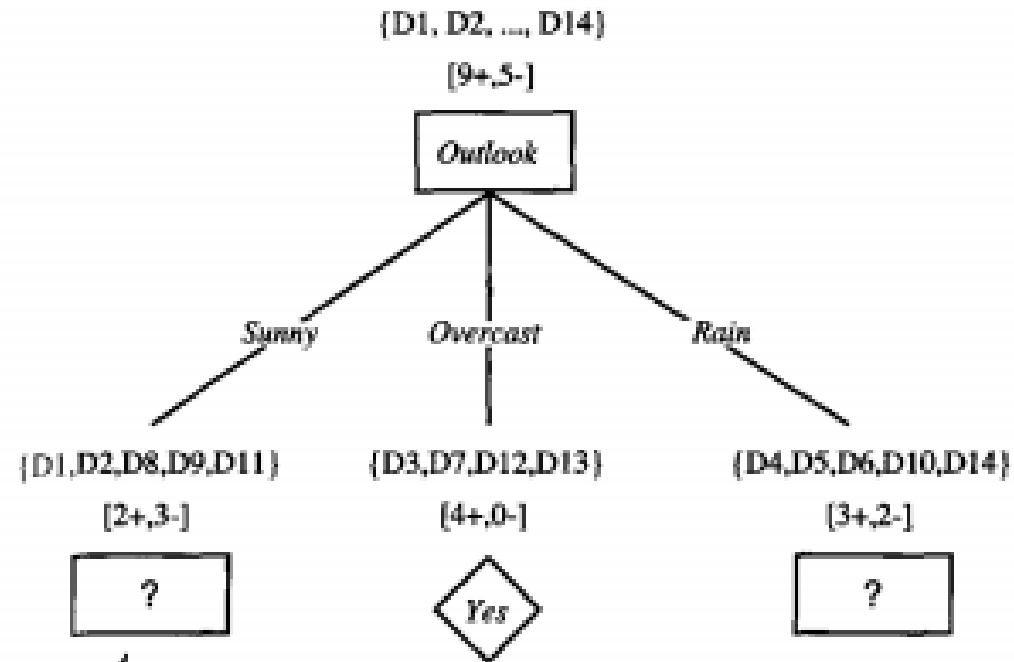 {D1, D2, ..., D14}
[9+,5-]
Outlook
Sunny Overcast Rain
{D1,D2,D8,D9,D11} {D3,D7,D12,D13} {D4,D5,D6,D10,D14}
[2+,3-] [4+,0-] [3+,2-]
? Yes ?